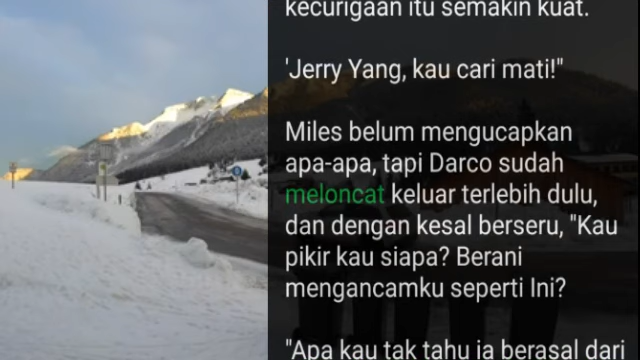 kecurigaan itu semakin kuat.
'Jerry Yang, kau cari mati!"
Miles belum mengucapkan
apa-apa, tapi Darco sudah
meloncat keluar terlebih dulu,
dan dengan kesal berseru, "Kau
pikir kau siapa? Berani
mengancamku seperti Ini?
"Apa kau tak tahu ia berasal dari